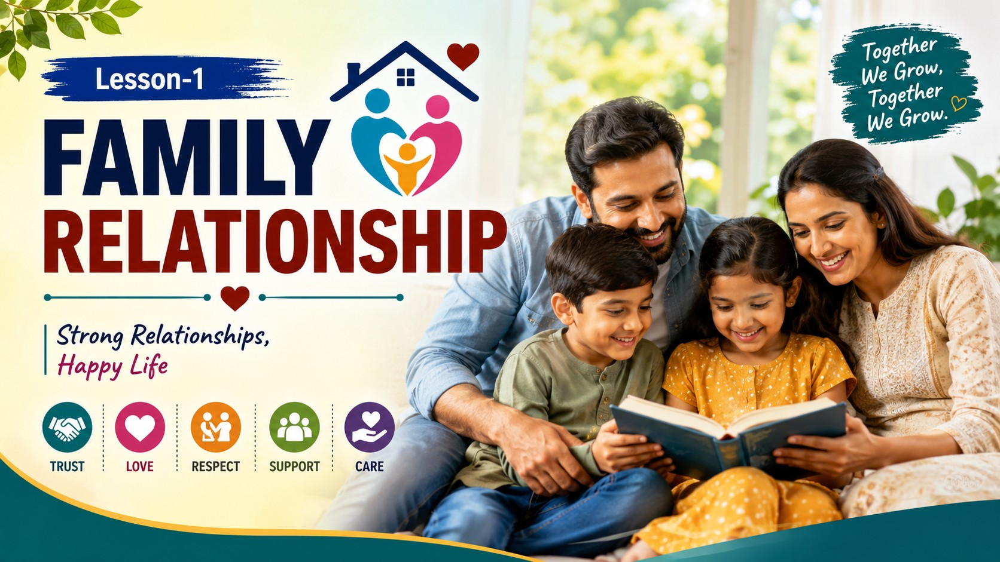 Lesson-1
FAMILY
RELATIONSHIP
Strong Relationships,
Happy Life
TRUST
LOVE
RESPECT
SUPPORT
CARE
Together
We Grow,
Together
We Grow.